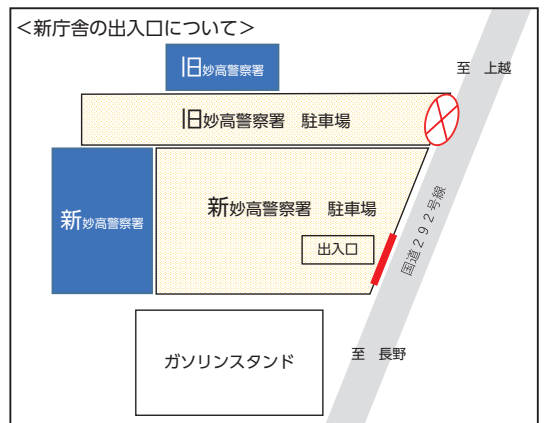 ＜新庁舎の出入口について＞
旧妙高警察署
至　上越
旧妙高警察署　駐車場
新妙高警察署
新妙高警察署　駐車場
出入口
国道２９２号線
ガソリンスタンド
至　長野